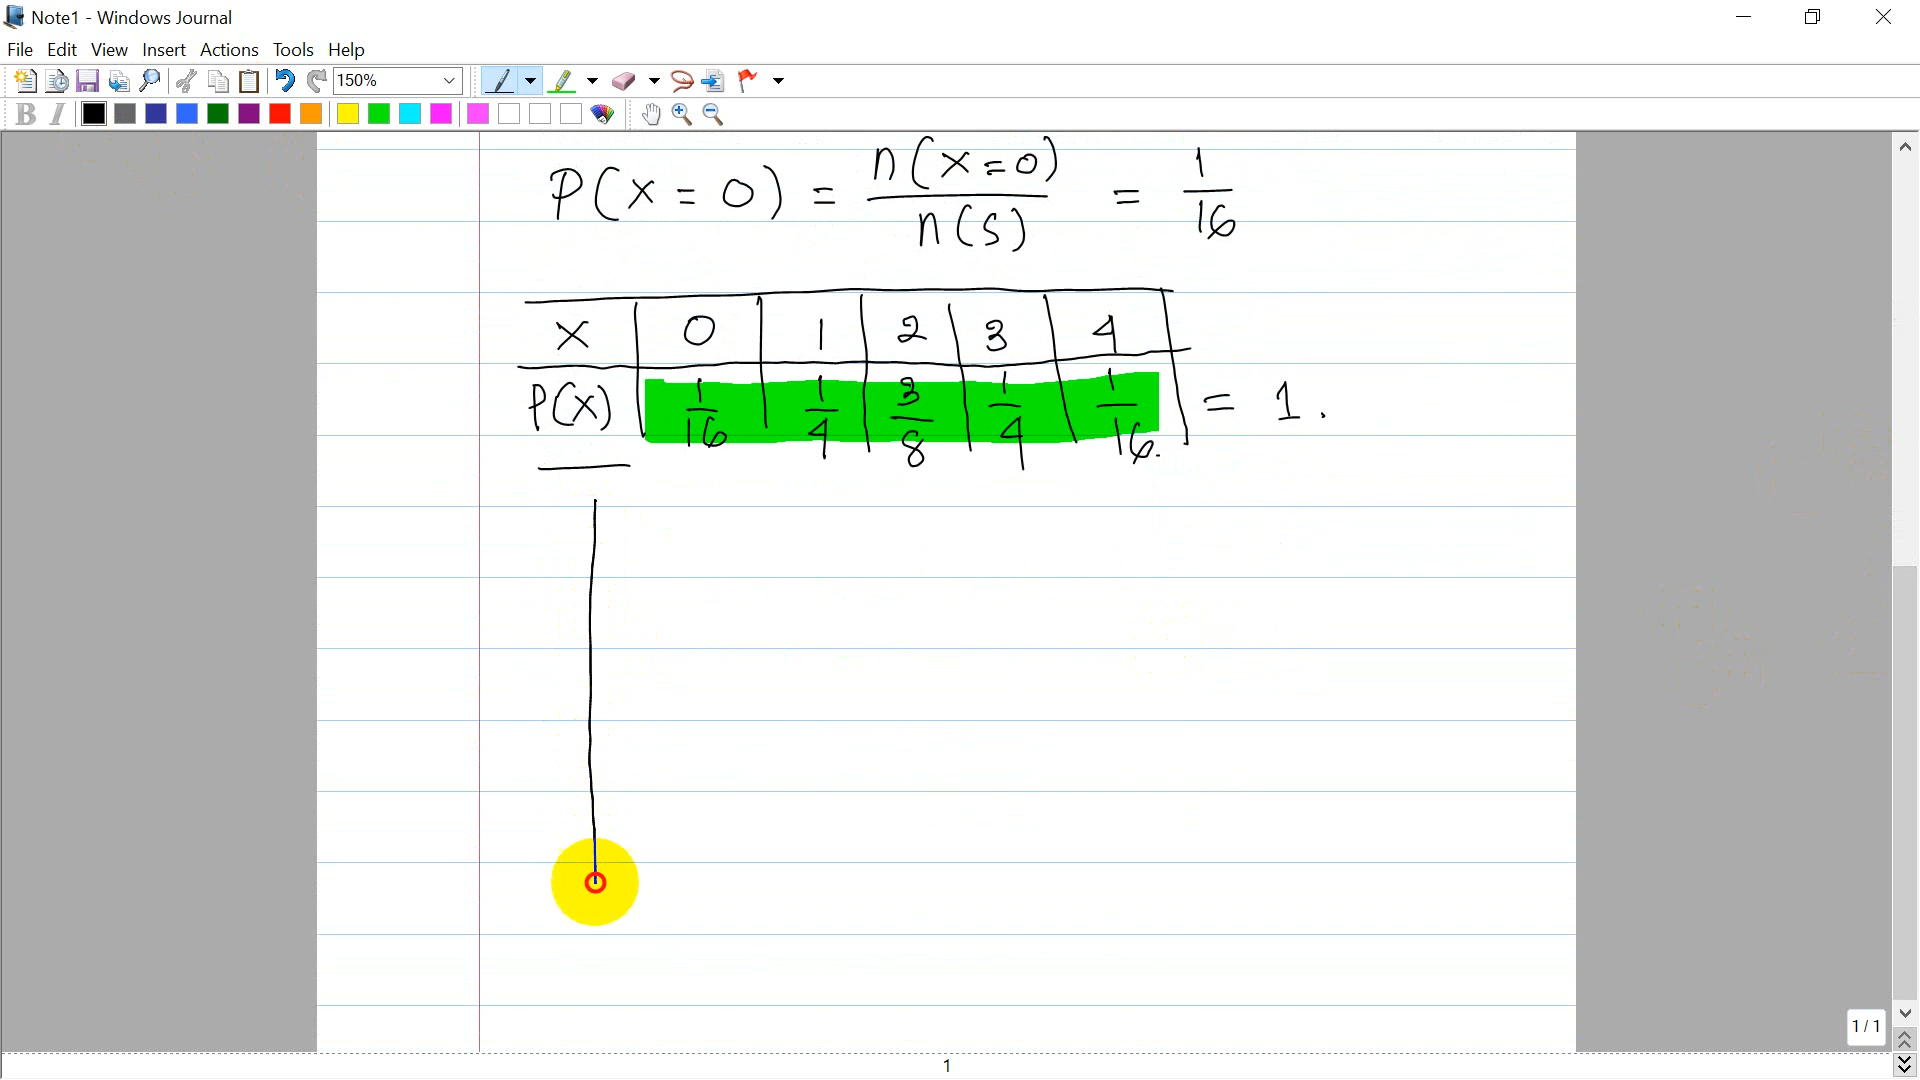 Note1 - Windows Journal
File Edit View Insert Actions Tools Help
150%
B I
P(X = 0) = n(X=0)/n(S) = 1/16
X 0 1 2 3 4
P(X) 1/16 1/4 3/8 1/4 1/16. = 1.
1 / 1
1